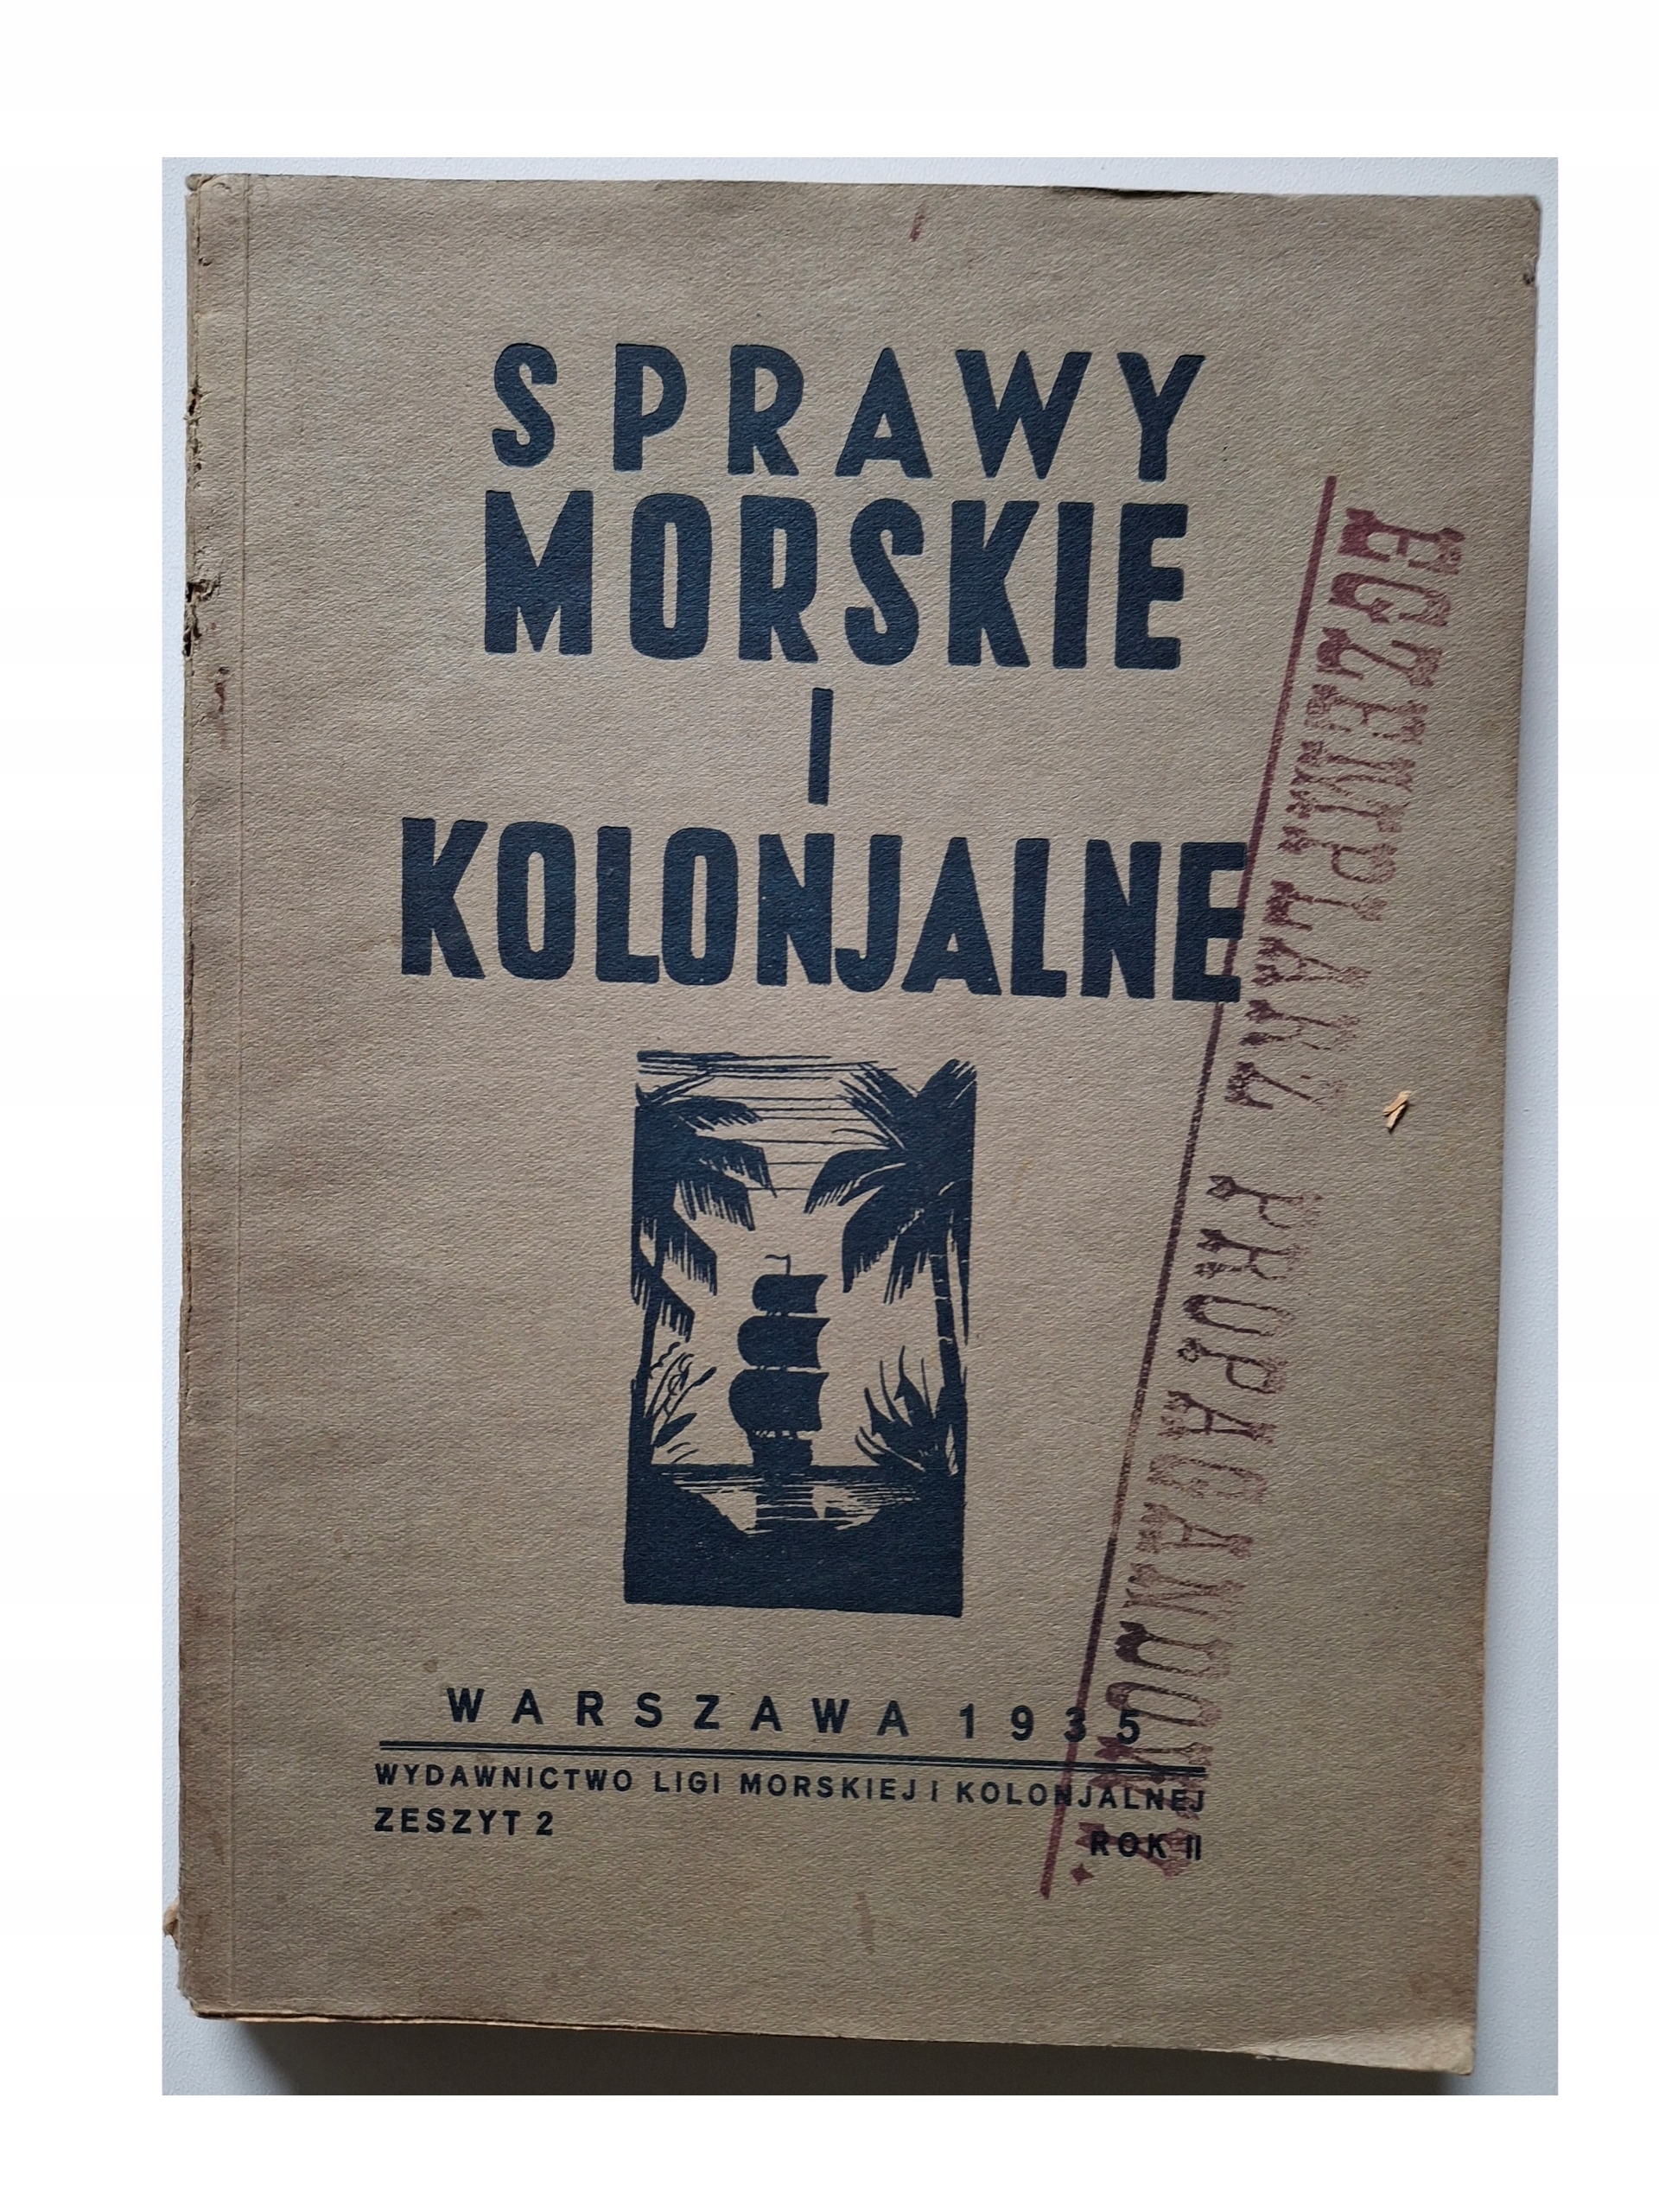 SPRAWY
MORSKIE
I
KOLONJALNE
WARSZAWA 1935
WYDAWNICTWO LIGI MORSKIEJ I KOLONJALNEJ
ZESZYT 2 ROK II
EGZEMPLARZ PROPAGANDOWY.